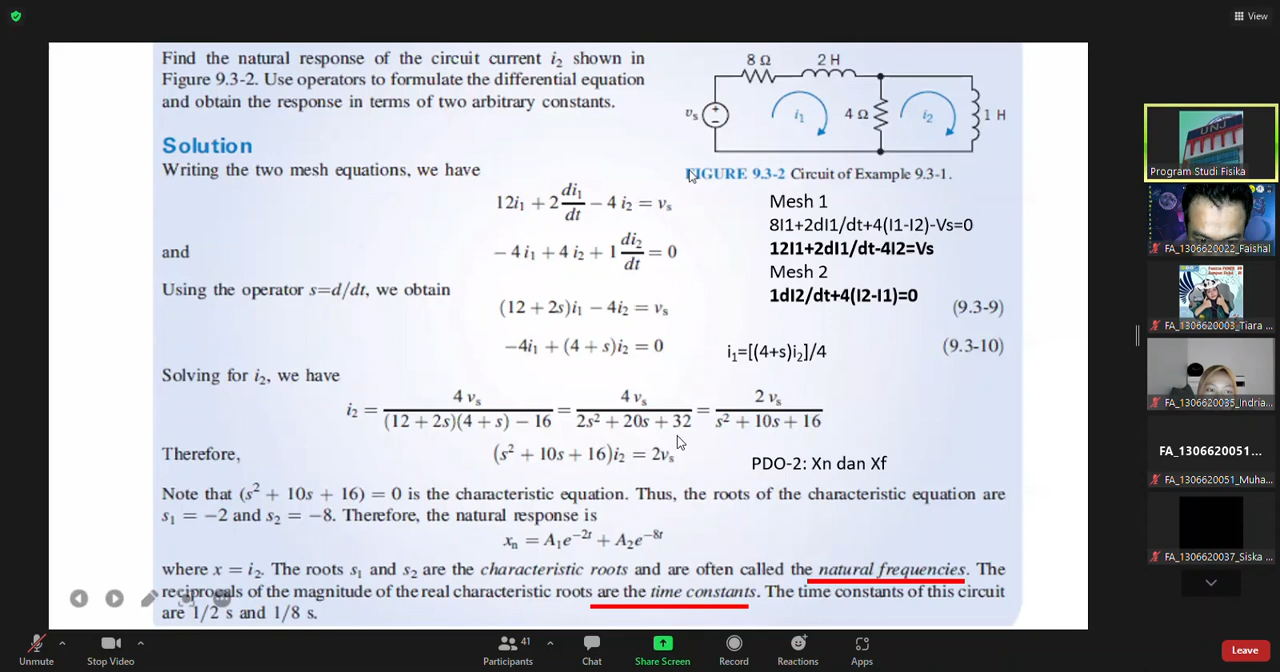 View
Find the natural response of the circuit current i₂ shown in
Figure 9.3-2. Use operators to formulate the differential equation
and obtain the response in terms of two arbitrary constants.
Solution
Writing the two mesh equations, we have
12i₁ + 2 di₁/dt − 4 i₂ = vₛ
and
− 4 i₁ + 4 i₂ + 1 di₂/dt = 0
Using the operator s=d/dt, we obtain
(12 + 2s)i₁ − 4i₂ = vₛ
(9.3-9)
−4i₁ + (4 + s)i₂ = 0
(9.3-10)
Solving for i₂, we have
i₂ = 4 vₛ/((12 + 2s)(4 + s) − 16) = 4 vₛ/(2s² + 20s + 32) = 2 vₛ/(s² + 10s + 16)
Therefore,
(s² + 10s + 16)i₂ = 2vₛ
Note that (s² + 10s + 16) = 0 is the characteristic equation. Thus, the roots of the characteristic equation are
s₁ = −2 and s₂ = −8. Therefore, the natural response is
xₙ = A₁e⁻²ᵗ + A₂e⁻⁸ᵗ
where x = i₂. The roots s₁ and s₂ are the characteristic roots and are often called the natural frequencies. The
reciprocals of the magnitude of the real characteristic roots are the time constants. The time constants of this circuit
are 1/2 s and 1/8 s.
8 Ω
2 H
vₛ
+
−
i₁
4 Ω
i₂
1 H
FIGURE 9.3-2 Circuit of Example 9.3-1.
Mesh 1
8I1+2dI1/dt+4(I1-I2)-Vs=0
12I1+2dI1/dt-4I2=Vs
Mesh 2
1dI2/dt+4(I2-I1)=0
i₁=[(4+s)i₂]/4
PDO-2: Xn dan Xf
UNJ
Program Studi Fisika
FA_1306620022_Faishal
FA_1306620003_Tiara ...
FA_1306620035_Indria...
FA_1306620051...
FA_1306620051_Muha...
FA_1306620037_Siska ...
Unmute
Stop Video
41
Participants
Chat
Share Screen
Record
Reactions
Apps
Leave